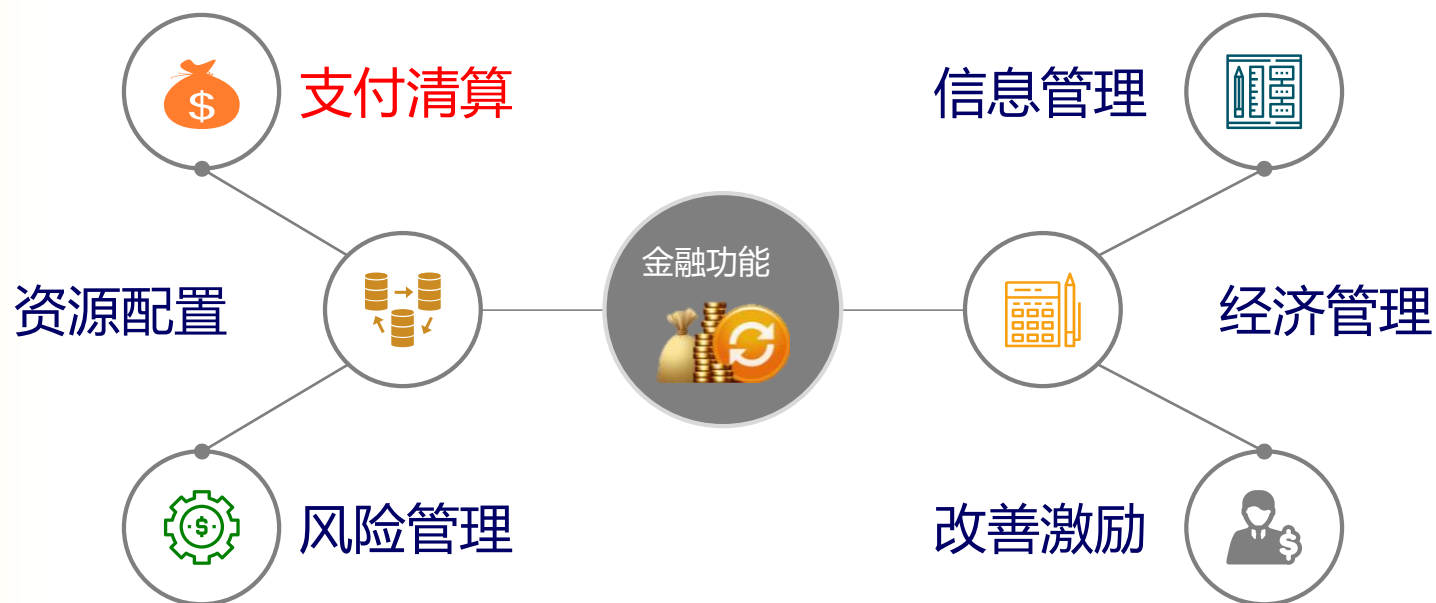 支付清算
信息管理
金融功能
资源配置
经济管理
风险管理
改善激励